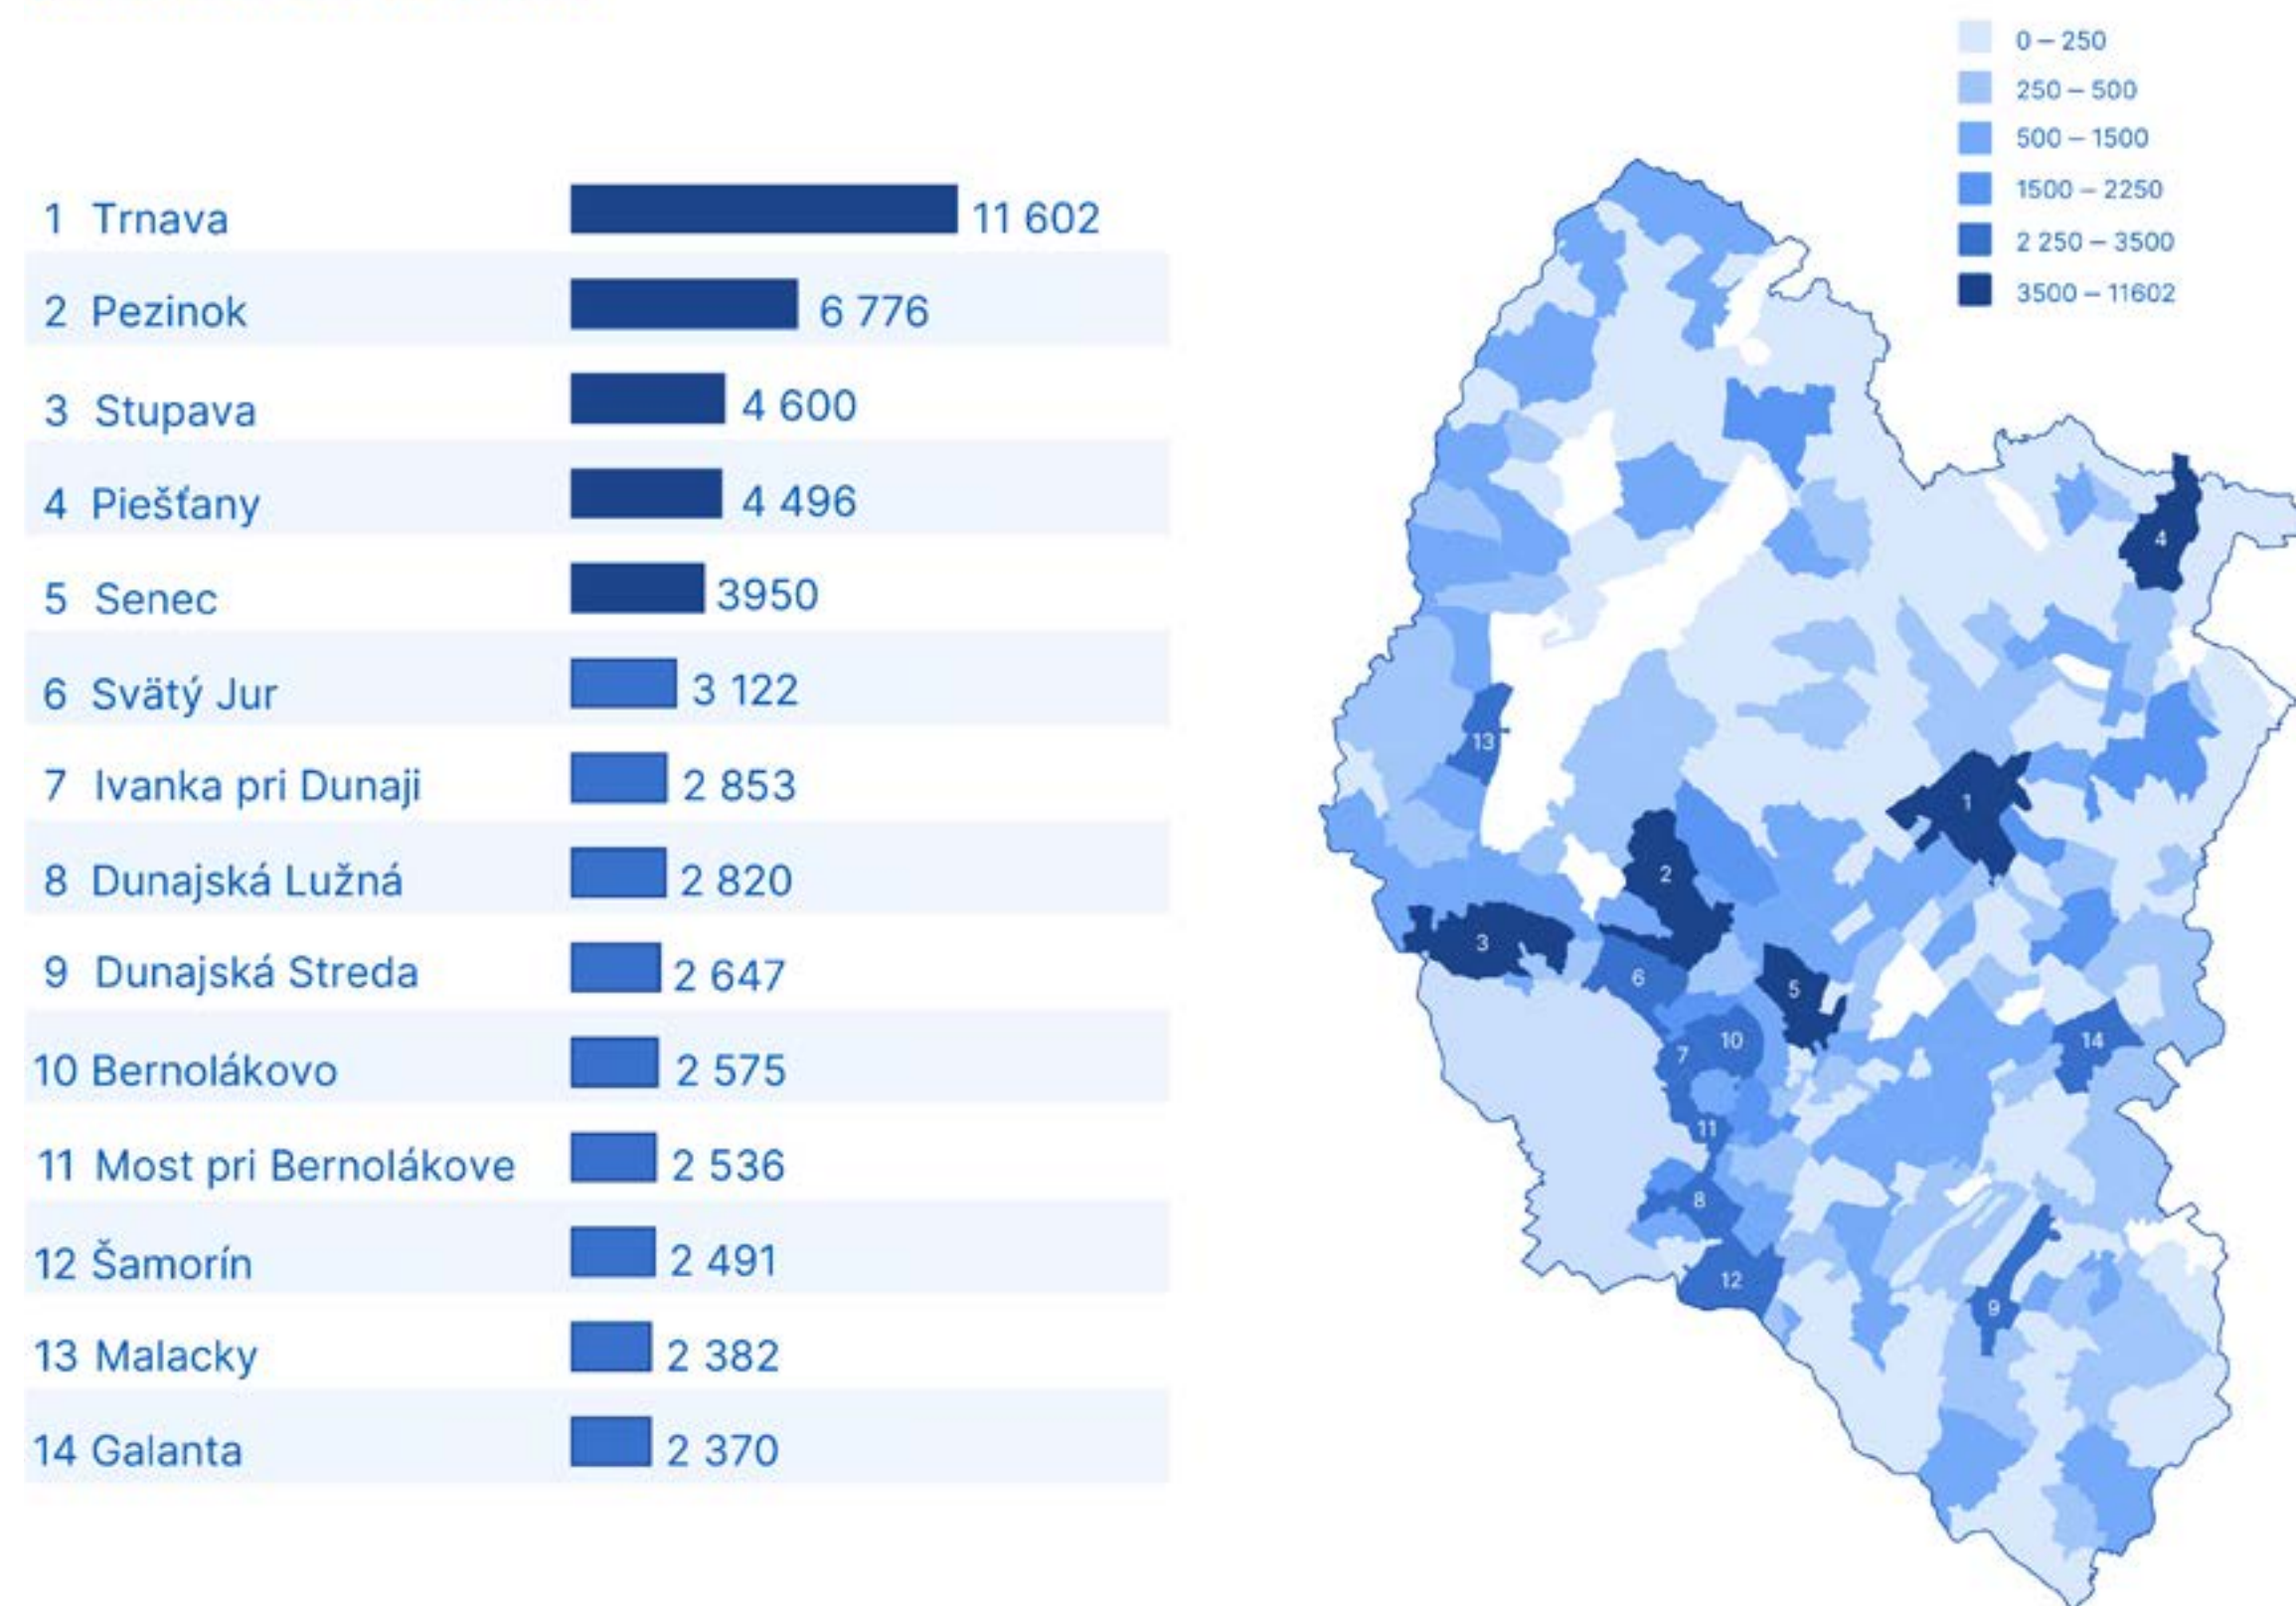 1 Trnava 11 602
2 Pezinok 6 776
3 Stupava 4 600
4 Piešťany 4 496
5 Senec 3950
6 Svätý Jur 3 122
7 Ivanka pri Dunaji 2 853
8 Dunajská Lužná 2 820
9 Dunajská Streda 2 647
10 Bernolákovo 2 575
11 Most pri Bernolákove 2 536
12 Šamorín 2 491
13 Malacky 2 382
14 Galanta 2 370
0 – 250
250 – 500
500 – 1500
1500 – 2250
2 250 – 3500
3500 – 11602
4
13
1
2
3
6
5
10
7
14
11
8
12
9